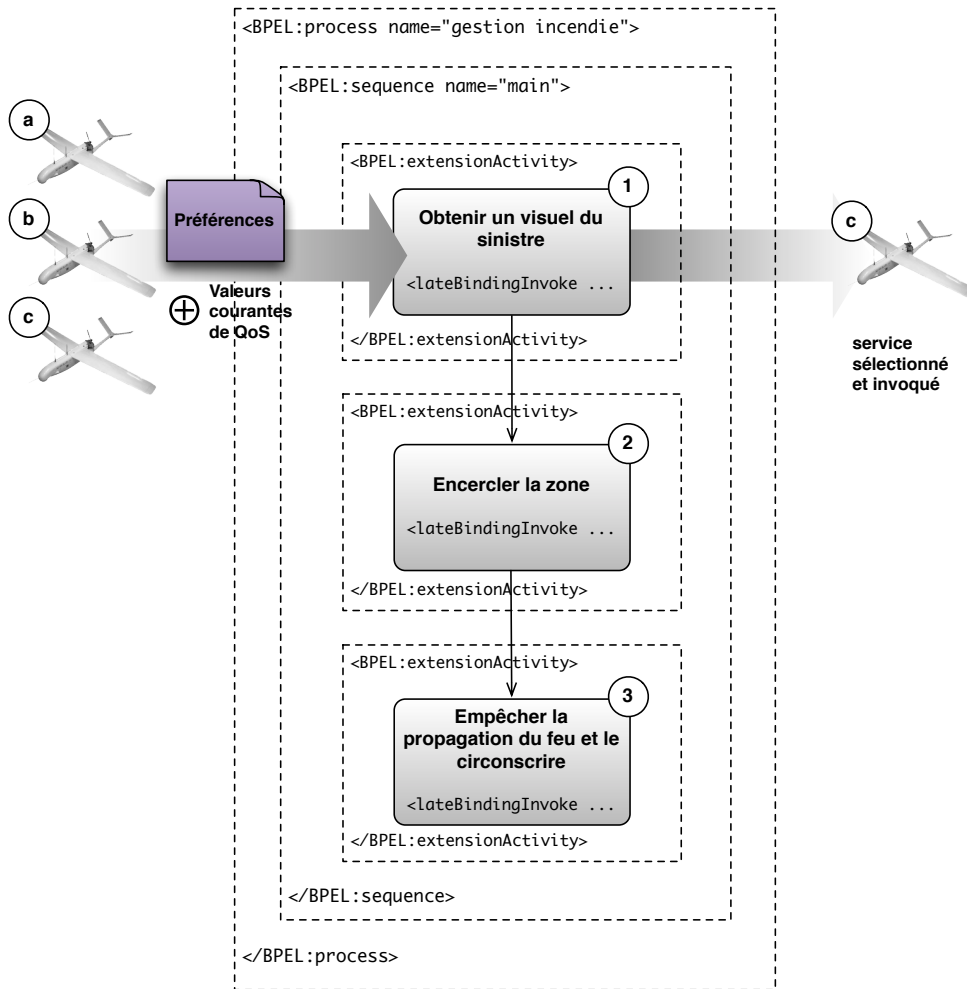 <BPEL:process name="gestion incendie">
<BPEL:sequence name="main">
a
b
c
Préférences
Valeurs
courantes
de QoS
<BPEL:extensionActivity>
1
Obtenir un visuel du
sinistre
<lateBindingInvoke ...
</BPEL:extensionActivity>
c
service
sélectionné
et invoqué
<BPEL:extensionActivity>
2
Encercler la zone
<lateBindingInvoke ...
</BPEL:extensionActivity>
<BPEL:extensionActivity>
3
Empêcher la
propagation du feu et le
circonscrire
<lateBindingInvoke ...
</BPEL:extensionActivity>
</BPEL:sequence>
</BPEL:process>